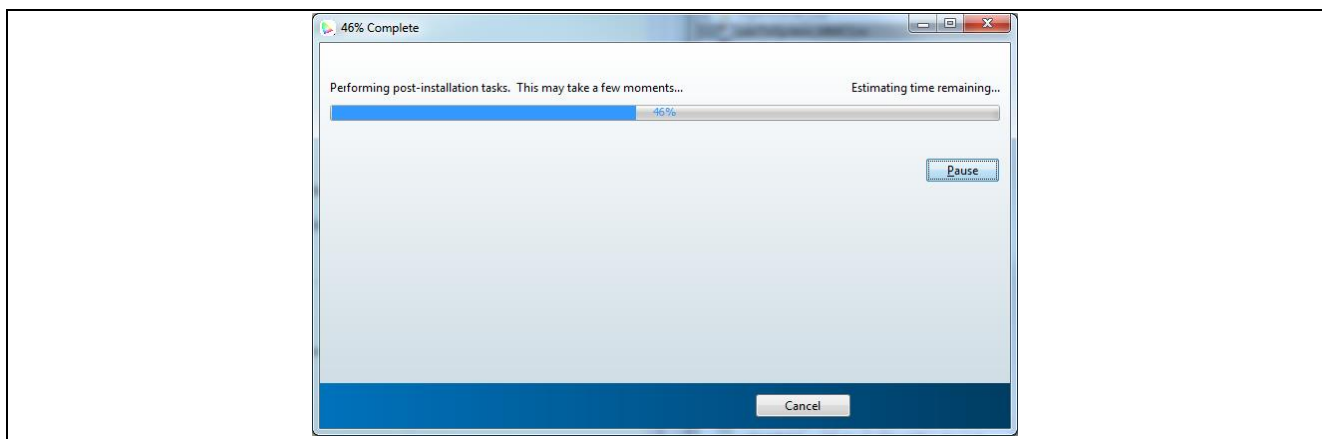 46% Complete
Performing post-installation tasks. This may take a few moments... Estimating time remaining...
46%
Pause
Cancel